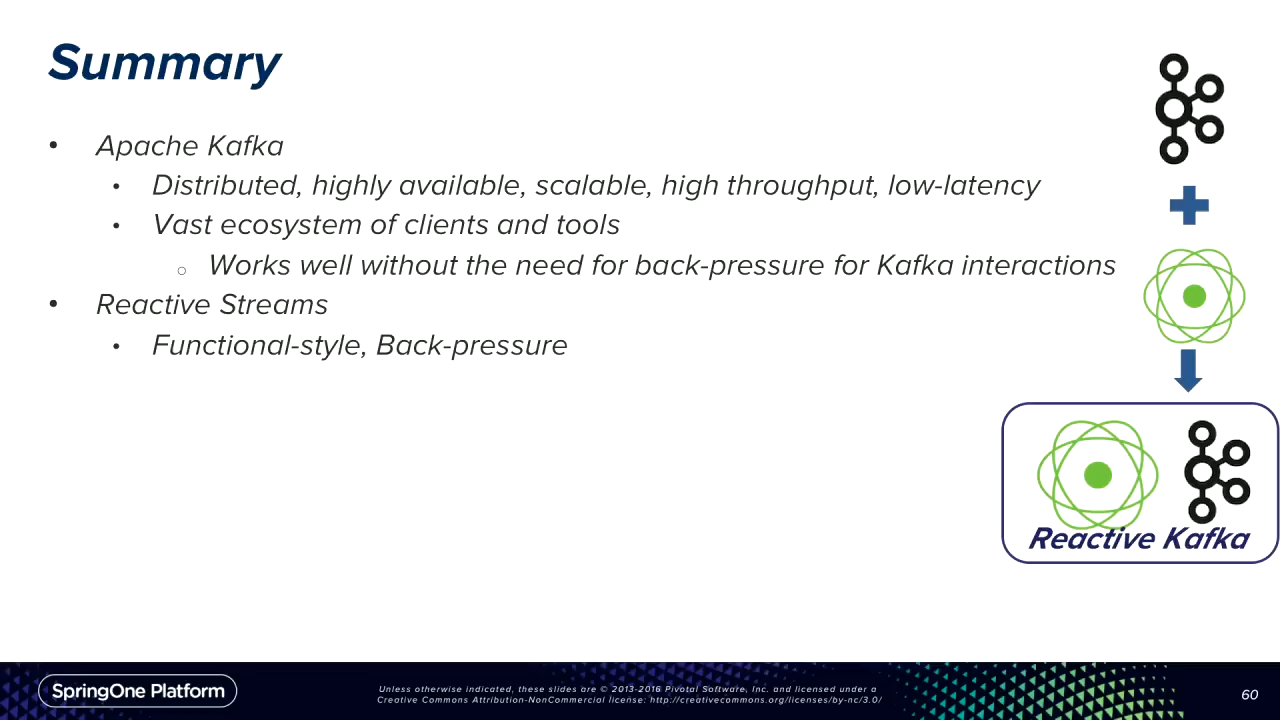 Summary
• Apache Kafka
• Distributed, highly available, scalable, high throughput, low-latency
• Vast ecosystem of clients and tools
○ Works well without the need for back-pressure for Kafka interactions
• Reactive Streams
• Functional-style, Back-pressure
Reactive Kafka
SpringOne Platform
Unless otherwise indicated, these slides are © 2013-2016 Pivotal Software, Inc. and licensed under a
Creative Commons Attribution-NonCommercial license: http://creativecommons.org/licenses/by-nc/3.0/
60